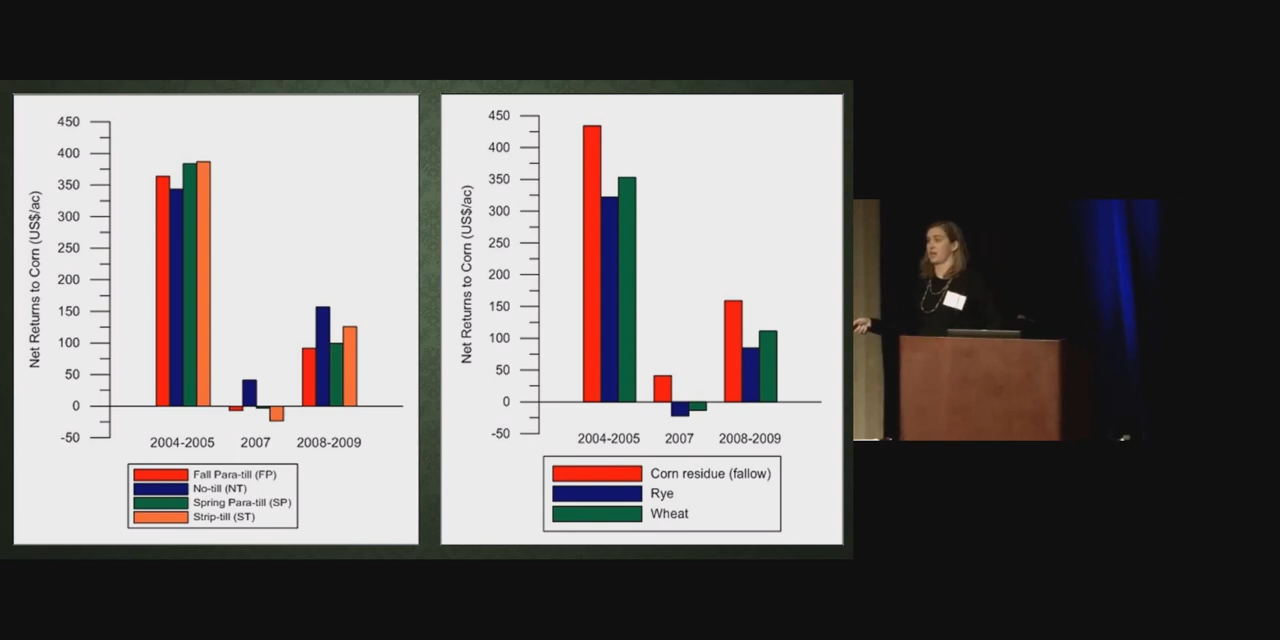 450
400
350
300
250
200
150
100
50
0
-50
Net Returns to Corn (US$/ac)
2004-2005 2007 2008-2009
Fall Para-till (FP)
No-till (NT)
Spring Para-till (SP)
Strip-till (ST)
450
400
350
300
250
200
150
100
50
0
-50
Net Returns to Corn (US$/ac)
2004-2005 2007 2008-2009
Corn residue (fallow)
Rye
Wheat